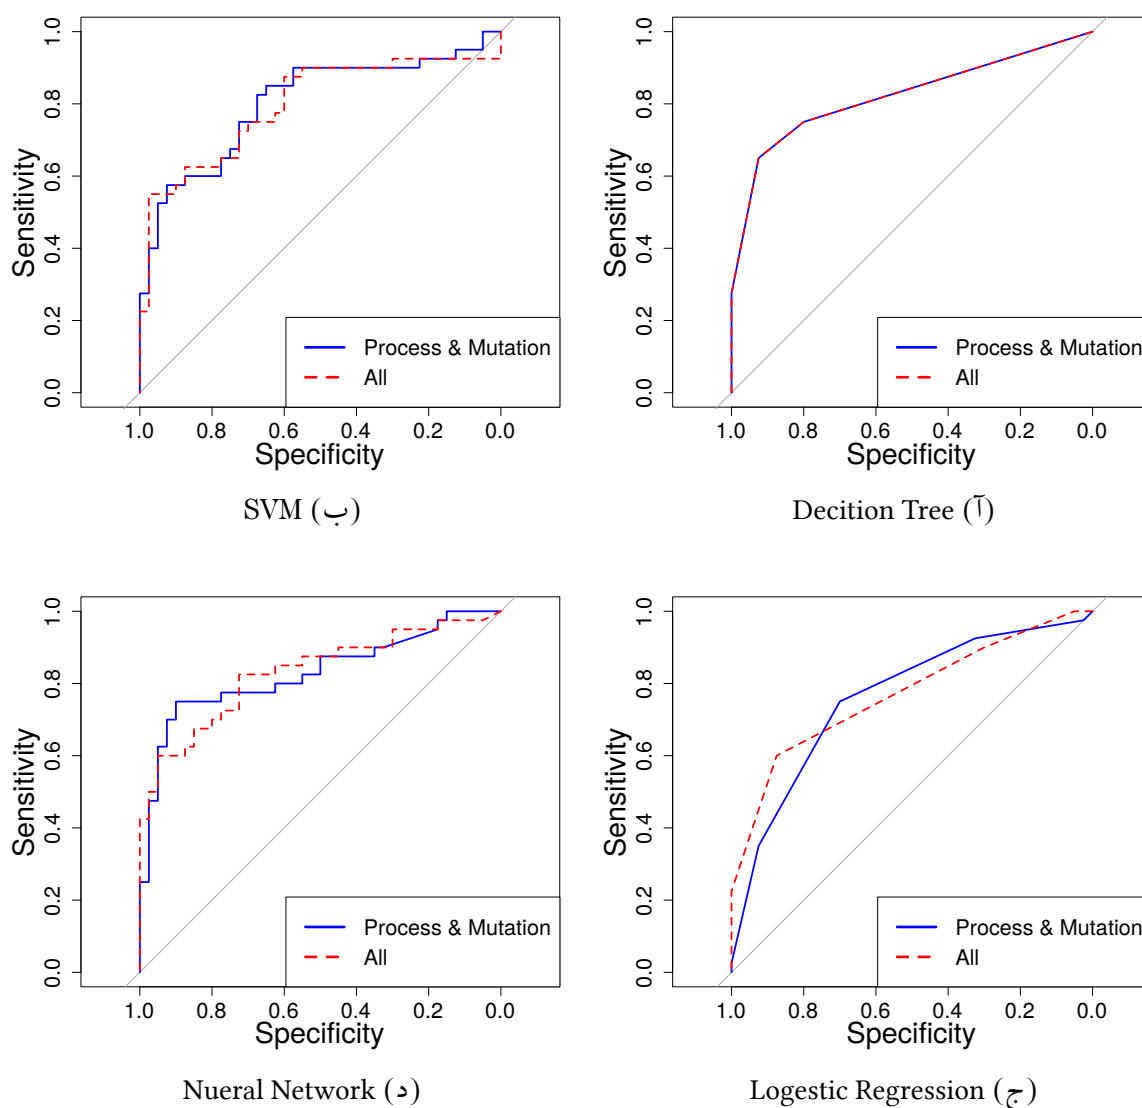 Sensitivity
0.0 0.2 0.4 0.6 0.8 1.0
Process & Mutation
All
1.0 0.8 0.6 0.4 0.2 0.0
Specificity
SVM (ب)
Sensitivity
0.0 0.2 0.4 0.6 0.8 1.0
Process & Mutation
All
1.0 0.8 0.6 0.4 0.2 0.0
Specificity
Decition Tree (آ)
Sensitivity
0.0 0.2 0.4 0.6 0.8 1.0
Process & Mutation
All
1.0 0.8 0.6 0.4 0.2 0.0
Specificity
Nueral Network (د)
Sensitivity
0.0 0.2 0.4 0.6 0.8 1.0
Process & Mutation
All
1.0 0.8 0.6 0.4 0.2 0.0
Specificity
Logestic Regression (ج)